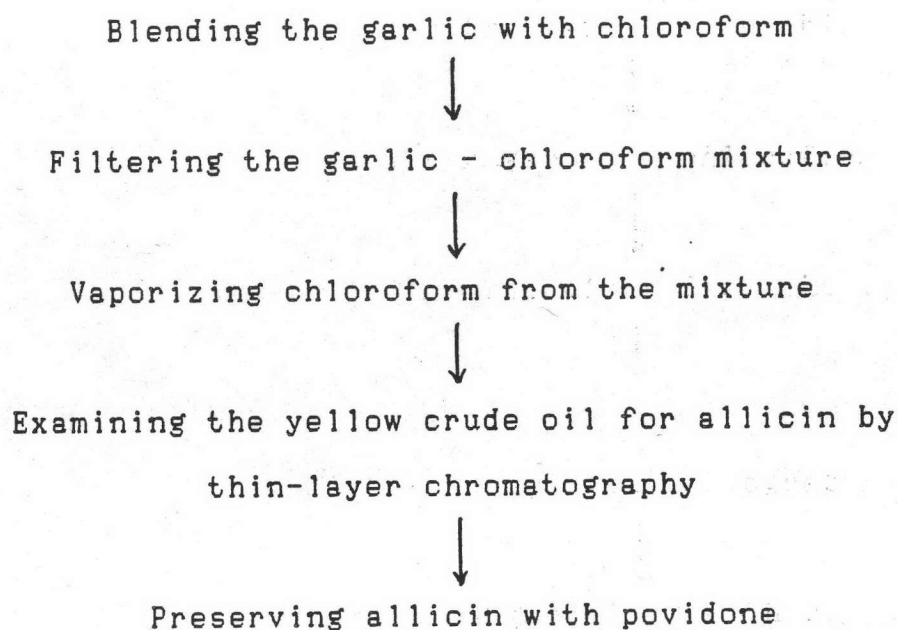 Blending the garlic with chloroform
Filtering the garlic - chloroform mixture
Vaporizing chloroform from the mixture
Examining the yellow crude oil for allicin by
thin-layer chromatography
Preserving allicin with povidone